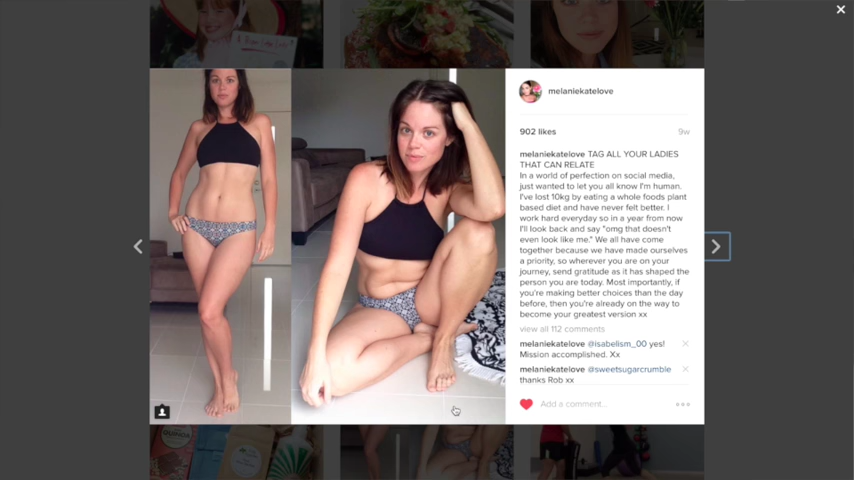 melaniekatelove
902 likes
9w
melaniekatelove TAG ALL YOUR LADIES
THAT CAN RELATE
In a world of perfection on social media,
just wanted to let you all know I'm human.
I've lost 10kg by eating a whole foods plant
based diet and have never felt better. I
work hard everyday so in a year from now
I'll look back and say "omg that doesn't
even look like me." We all have come
together because we have made ourselves
a priority, so wherever you are on your
journey, send gratitude as it has shaped the
person you are today. Most importantly, if
you're making better choices than the day
before, then you're already on the way to
become your greatest version xx
view all 112 comments
melaniekatelove @isabelism_00 yes!
Mission accomplished. Xx
melaniekatelove @sweetsugarcrumble
thanks Rob xx
Add a comment...
QUINOA